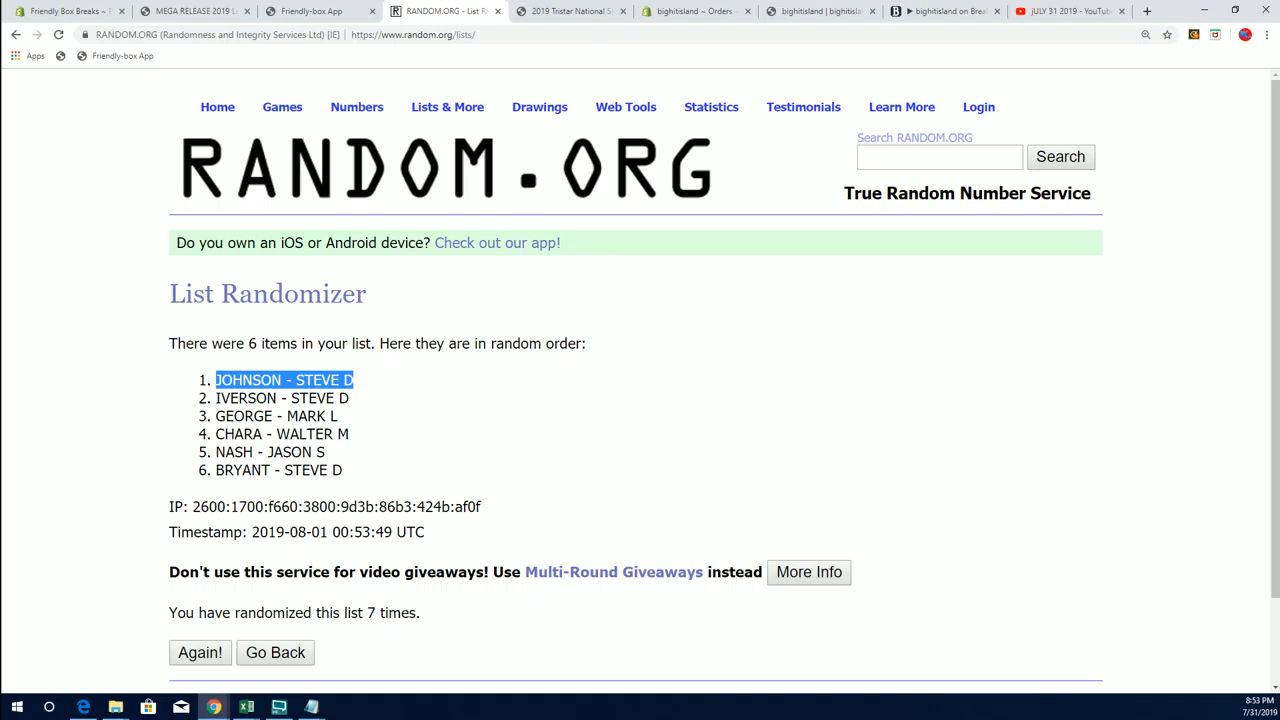 Friendly Box Breaks ~
MEGA RELEASE 2019
Friendly-box App
RANDOM.ORG - List R
2019 Tristar National S
bighitisland ~ Orders ~
bighitisland | bighitislan
▶ bighitisland on Brea
jULY 31 2019 - YouTub
RANDOM.ORG (Randomness and Integrity Services Ltd) [IE] | https://www.random.org/lists/
Apps Friendly-box App
Home Games Numbers Lists & More Drawings Web Tools Statistics Testimonials Learn More Login
RANDOM.ORG
Search RANDOM.ORG
Search
True Random Number Service
Do you own an iOS or Android device? Check out our app!
List Randomizer
There were 6 items in your list. Here they are in random order:
1. JOHNSON - STEVE D
2. IVERSON - STEVE D
3. GEORGE - MARK L
4. CHARA - WALTER M
5. NASH - JASON S
6. BRYANT - STEVE D
IP: 2600:1700:f660:3800:9d3b:86b3:424b:af0f
Timestamp: 2019-08-01 00:53:49 UTC
Don't use this service for video giveaways! Use Multi-Round Giveaways instead More Info
You have randomized this list 7 times.
Again! Go Back
8:53 PM
7/31/2019